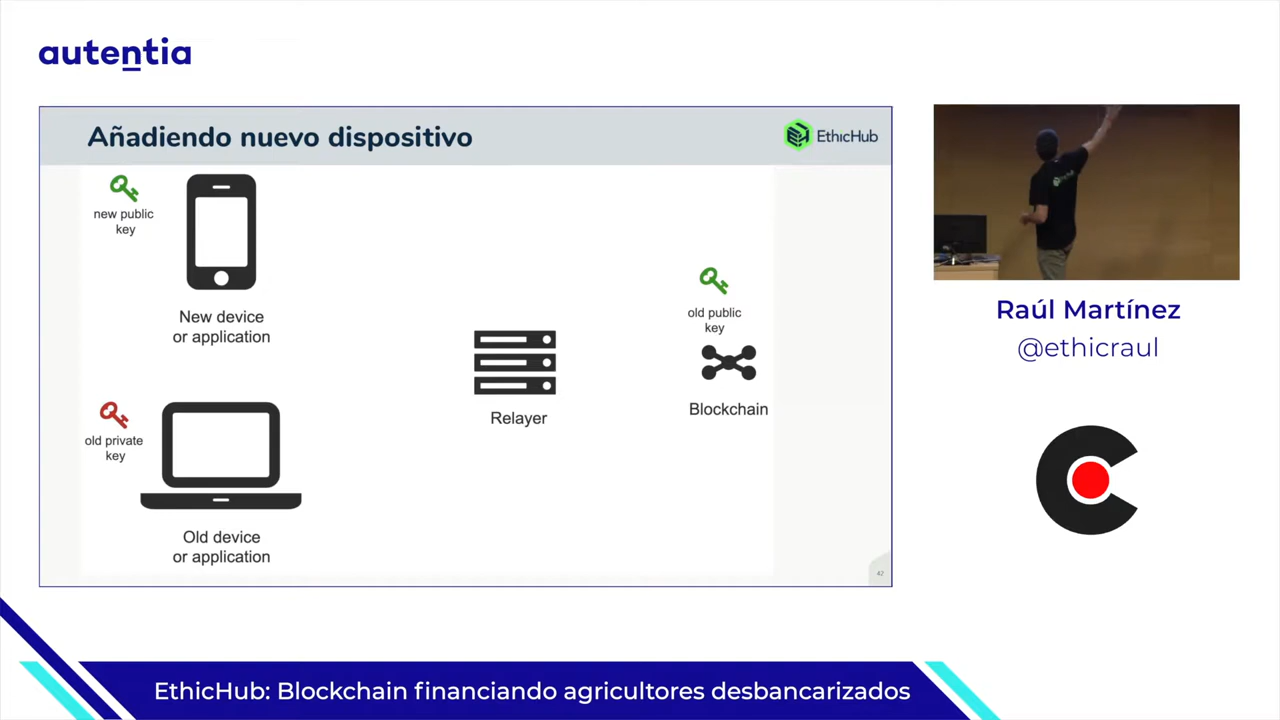 autentia
Añadiendo nuevo dispositivo
EthicHub
new public
key
New device
or application
old public
key
Relayer
Blockchain
old private
key
Old device
or application
42
Raúl Martínez
@ethicraul
EthicHub: Blockchain financiando agricultores desbancarizados